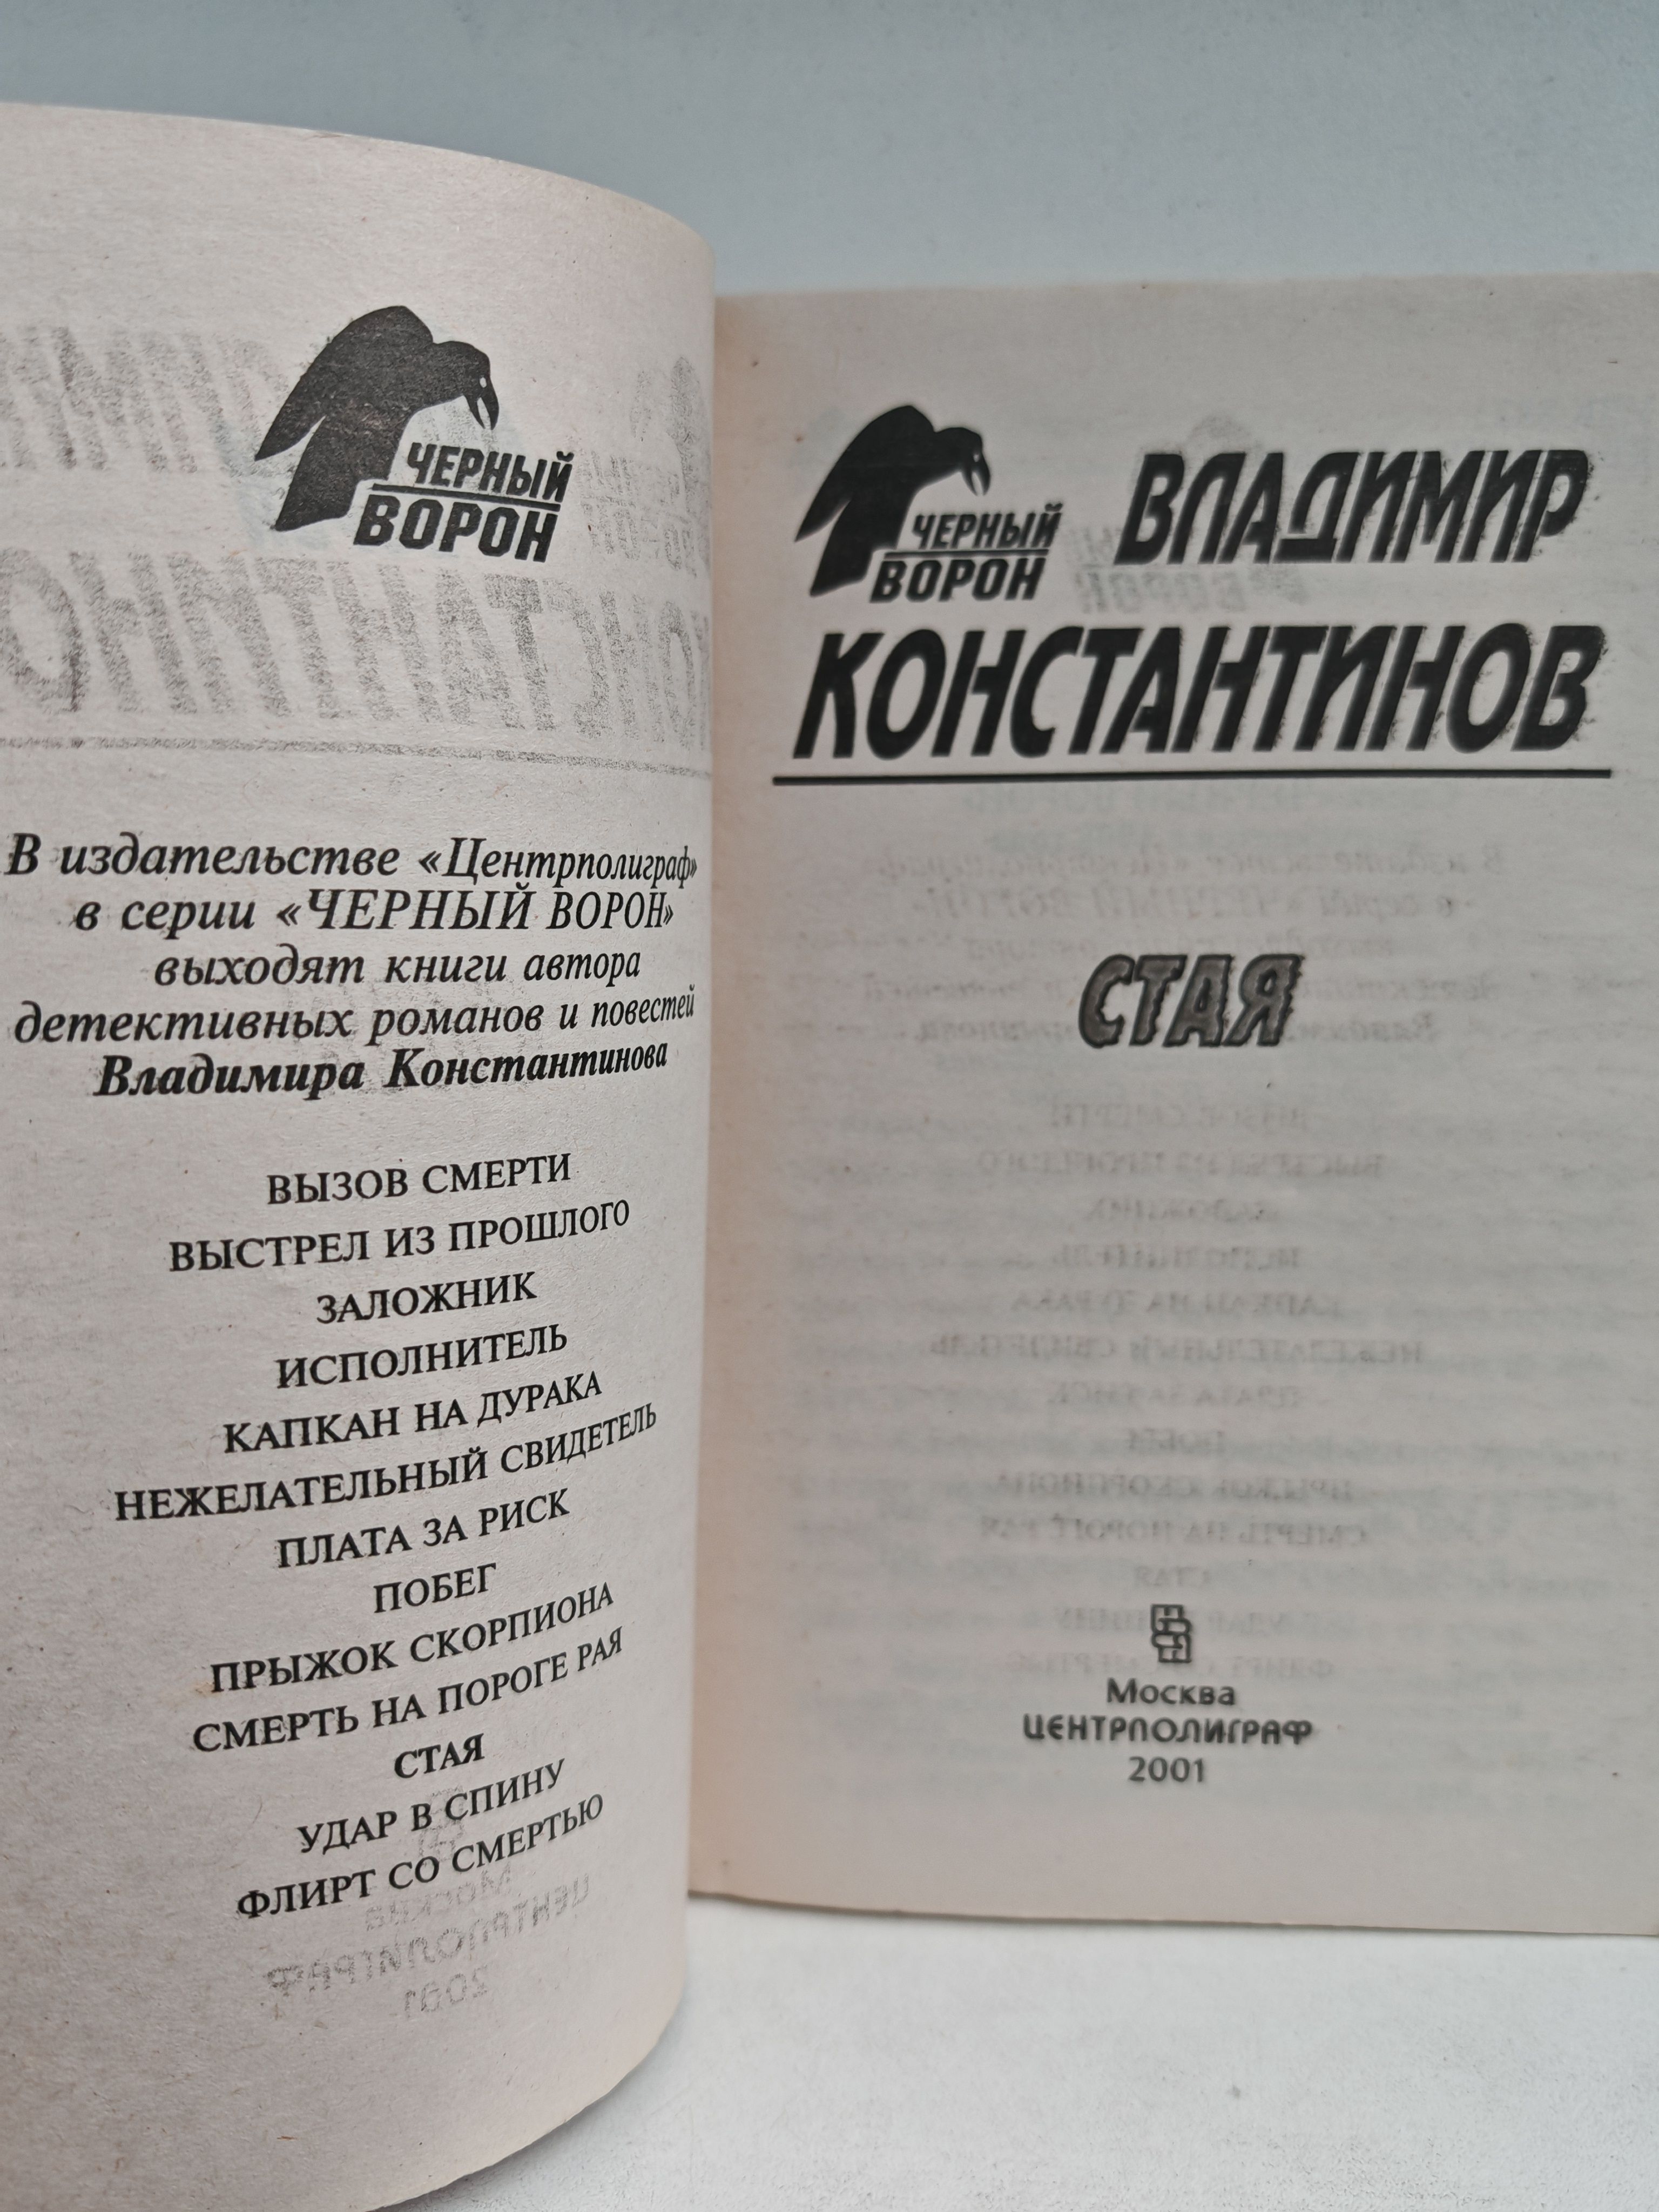 ЧЕРНЫЙ
ВОРОН
В издательстве «Центрполиграф»
в серии «ЧЕРНЫЙ ВОРОН»
выходят книги автора
детективных романов и повестей
Владимира Константинова
ВЫЗОВ СМЕРТИ
ВЫСТРЕЛ ИЗ ПРОШЛОГО
ЗАЛОЖНИК
ИСПОЛНИТЕЛЬ
КАПКАН НА ДУРАКА
НЕЖЕЛАТЕЛЬНЫЙ СВИДЕТЕЛЬ
ПЛАТА ЗА РИСК
ПОБЕГ
ПРЫЖОК СКОРПИОНА
СМЕРТЬ НА ПОРОГЕ РАЯ
СТАЯ
УДАР В СПИНУ
ФЛИРТ СО СМЕРТЬЮ
ЧЕРНЫЙ
ВОРОН
ВЛАДИМИР
КОНСТАНТИНОВ
СТАЯ
Москва
ЦЕНТРПОЛИГРАФ
2001